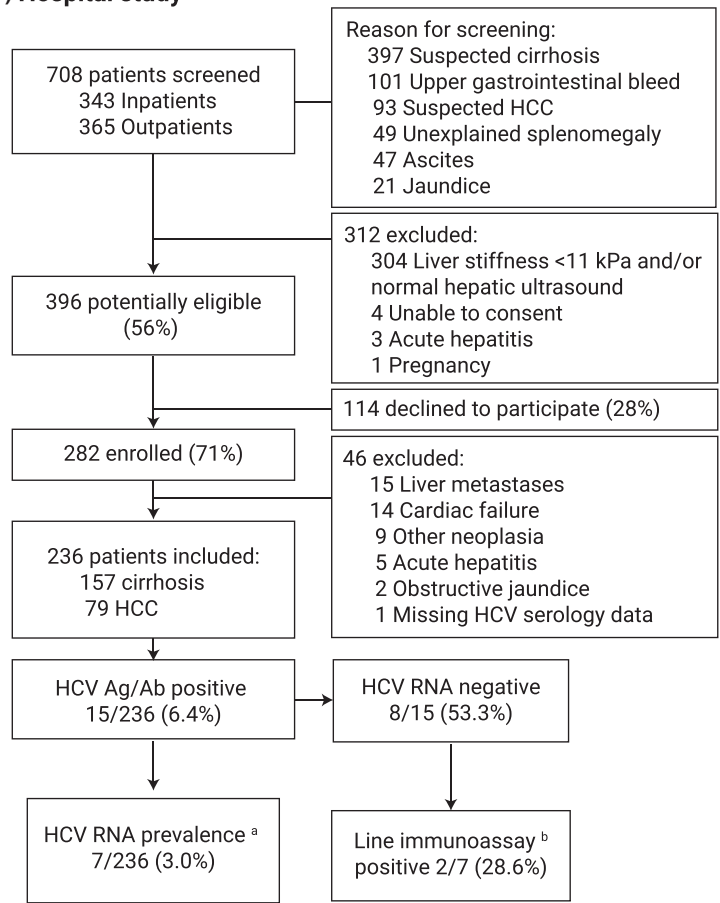 Hospital study
708 patients screened
343 Inpatients
365 Outpatients
Reason for screening:
397 Suspected cirrhosis
101 Upper gastrointestinal bleed
93 Suspected HCC
49 Unexplained splenomegaly
47 Ascites
21 Jaundice
312 excluded:
304 Liver stiffness <11 kPa and/or
normal hepatic ultrasound
4 Unable to consent
3 Acute hepatitis
1 Pregnancy
396 potentially eligible
(56%)
114 declined to participate (28%)
282 enrolled (71%)
46 excluded:
15 Liver metastases
14 Cardiac failure
9 Other neoplasia
5 Acute hepatitis
2 Obstructive jaundice
1 Missing HCV serology data
236 patients included:
157 cirrhosis
79 HCC
HCV Ag/Ab positive
15/236 (6.4%)
HCV RNA negative
8/15 (53.3%)
HCV RNA prevalence a
7/236 (3.0%)
Line immunoassay b
positive 2/7 (28.6%)